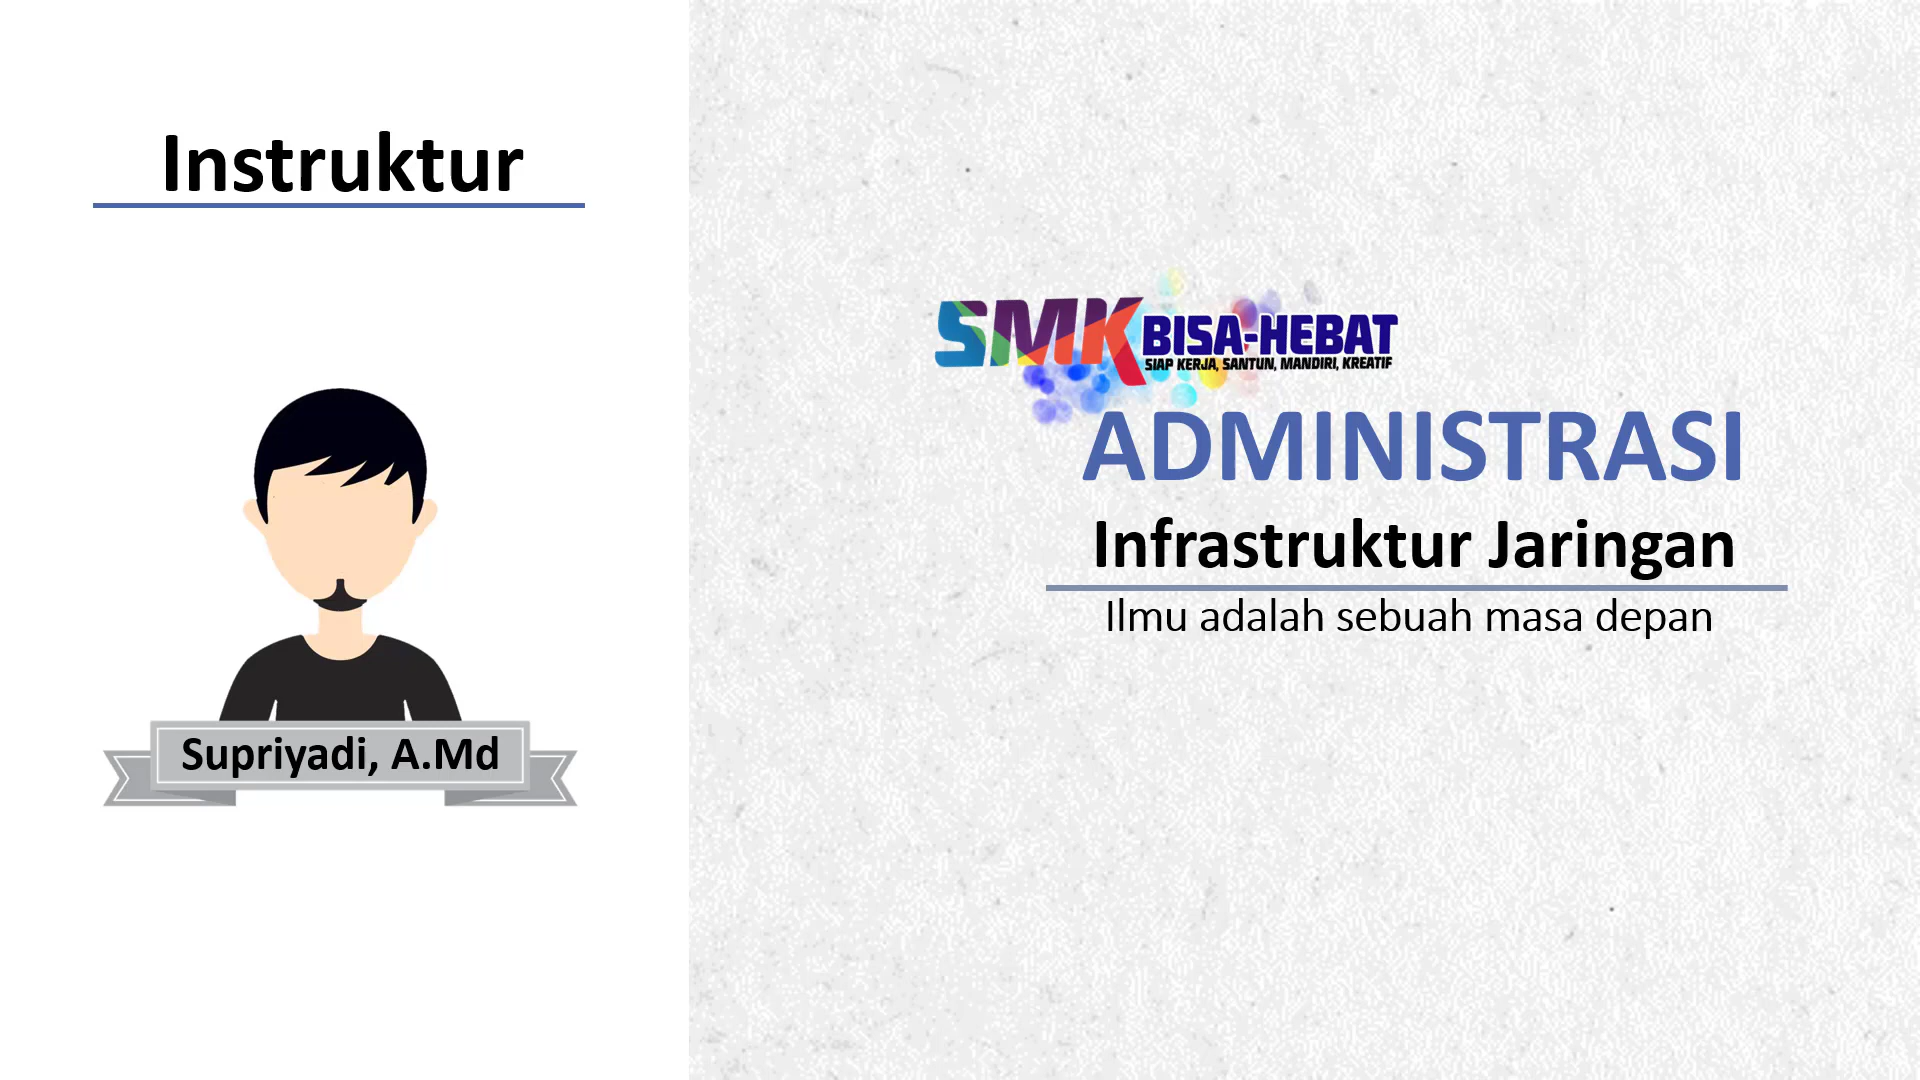 Instruktur
Supriyadi, A.Md
SMK BISA-HEBAT
SIAP KERJA, SANTUN, MANDIRI, KREATIF
ADMINISTRASI
Infrastruktur Jaringan
Ilmu adalah sebuah masa depan